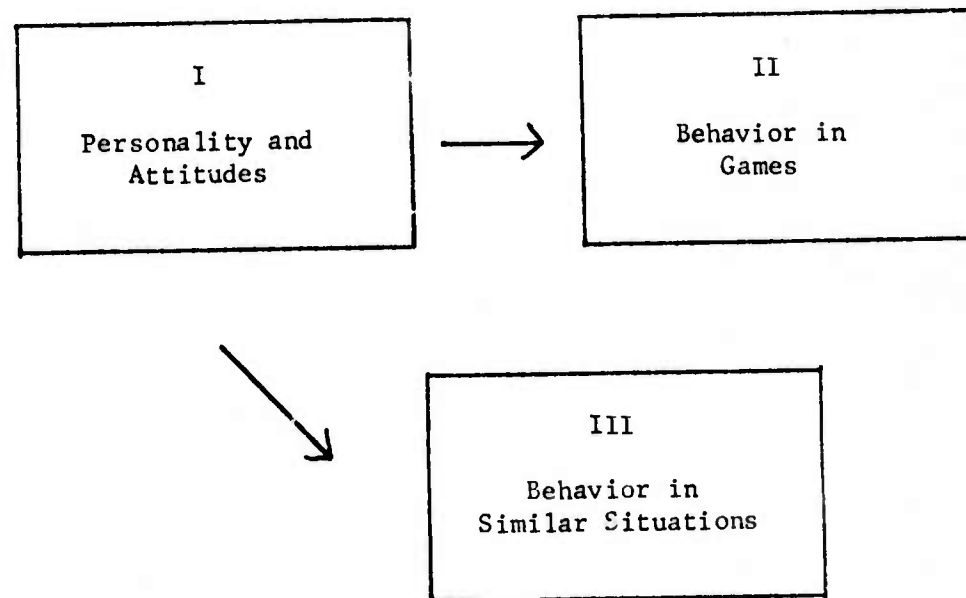 I
Personality and
Attitudes
II
Behavior in
Games
III
Behavior in
Similar Situations